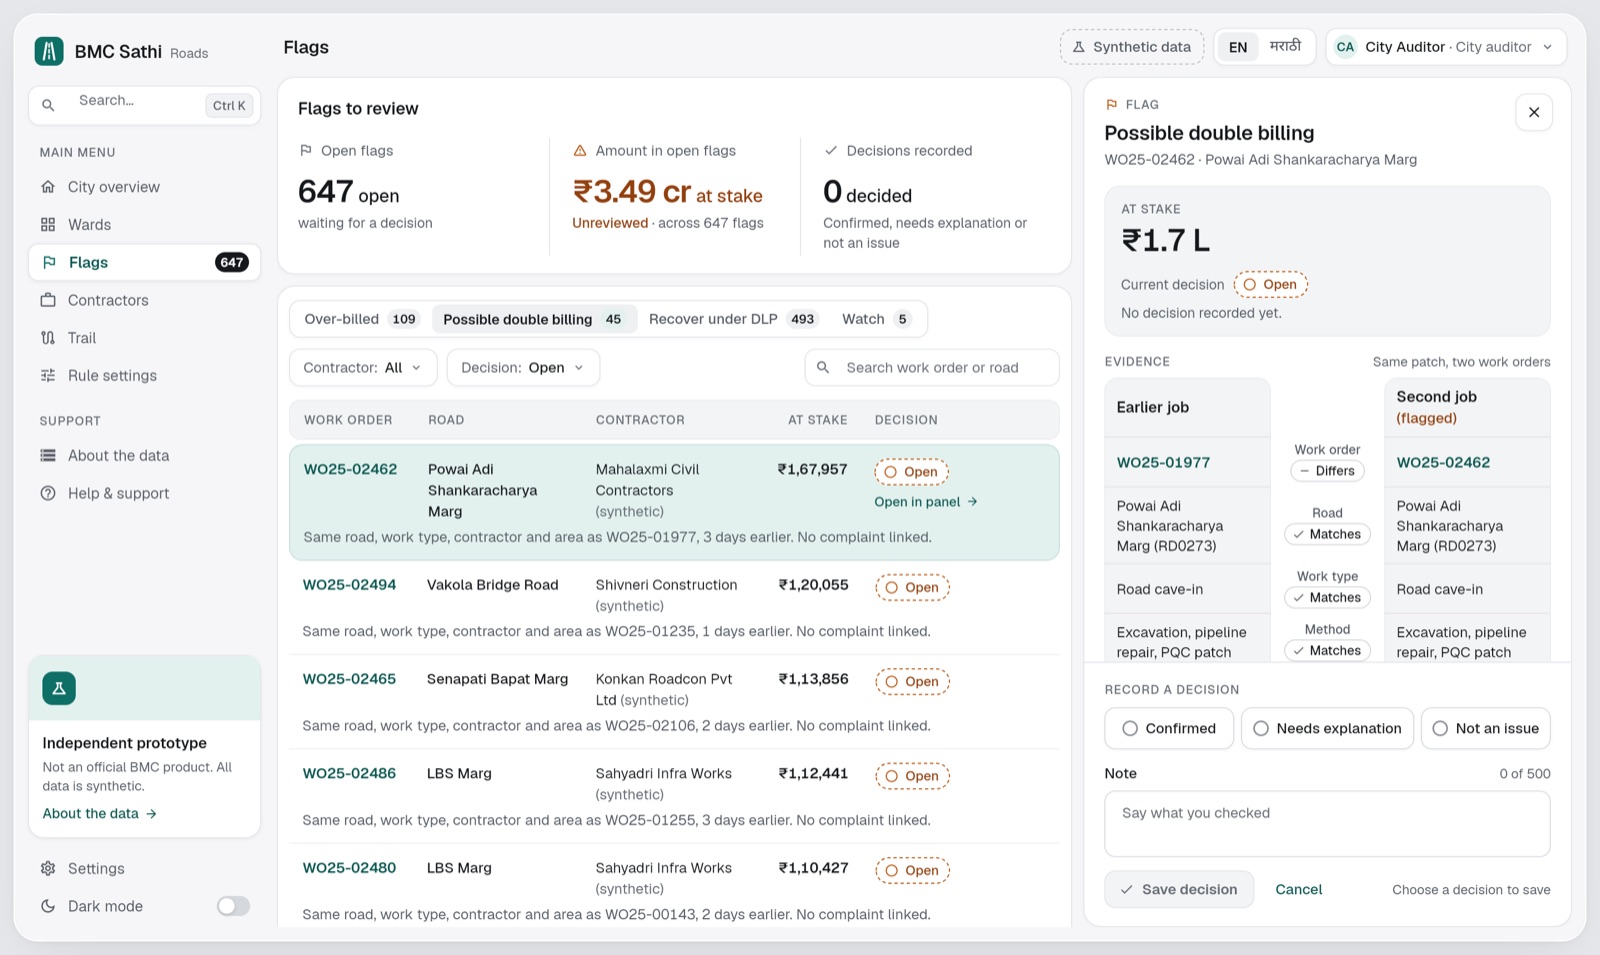 BMC Sathi Roads
Search...
Ctrl K
MAIN MENU
City overview
Wards
Flags
647
Contractors
Trail
Rule settings
SUPPORT
About the data
Help & support
Independent prototype
Not an official BMC product. All
data is synthetic.
About the data →
Settings
Dark mode
Flags
Synthetic data
EN
मराठी
CA
City Auditor · City auditor
Flags to review
Open flags
647 open
waiting for a decision
Amount in open flags
₹3.49 cr at stake
Unreviewed · across 647 flags
Decisions recorded
0 decided
Confirmed, needs explanation or
not an issue
Over-billed 109
Possible double billing 45
Recover under DLP 493
Watch 5
Contractor: All
Decision: Open
Search work order or road
WORK ORDER ROAD CONTRACTOR AT STAKE DECISION
WO25-02462
Powai Adi
Shankaracharya
Marg
Mahalaxmi Civil
Contractors
(synthetic)
₹1,67,957
Open
Open in panel →
Same road, work type, contractor and area as WO25-01977, 3 days earlier. No complaint linked.
WO25-02494
Vakola Bridge Road
Shivneri Construction
(synthetic)
₹1,20,055
Open
Same road, work type, contractor and area as WO25-01235, 1 days earlier. No complaint linked.
WO25-02465
Senapati Bapat Marg
Konkan Roadcon Pvt
Ltd (synthetic)
₹1,13,856
Open
Same road, work type, contractor and area as WO25-02106, 2 days earlier. No complaint linked.
WO25-02486
LBS Marg
Sahyadri Infra Works
(synthetic)
₹1,12,441
Open
Same road, work type, contractor and area as WO25-01255, 3 days earlier. No complaint linked.
WO25-02480
LBS Marg
Sahyadri Infra Works
(synthetic)
₹1,10,427
Open
Same road, work type, contractor and area as WO25-00143, 2 days earlier. No complaint linked.
FLAG
Possible double billing
WO25-02462 · Powai Adi Shankaracharya Marg
AT STAKE
₹1.7 L
Current decision
Open
No decision recorded yet.
EVIDENCE
Same patch, two work orders
Earlier job
Second job
(flagged)
WO25-01977
Work order
Differs
WO25-02462
Powai Adi
Shankaracharya
Marg (RD0273)
Road
Matches
Powai Adi
Shankaracharya
Marg (RD0273)
Road cave-in
Work type
Matches
Road cave-in
Excavation, pipeline
repair, PQC patch
Method
Matches
Excavation, pipeline
repair, PQC patch
RECORD A DECISION
Confirmed
Needs explanation
Not an issue
Note
0 of 500
Say what you checked
Save decision
Cancel
Choose a decision to save